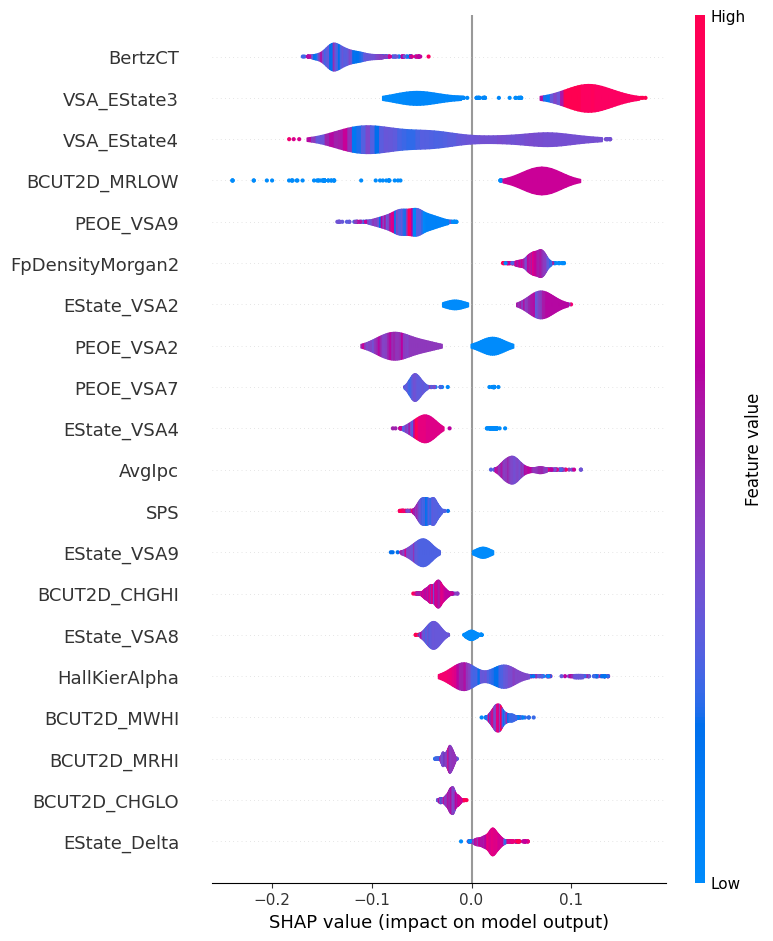 High
BertzCT
VSA_EState3
VSA_EState4
BCUT2D_MRLOW
PEOE_VSA9
FpDensityMorgan2
EState_VSA2
PEOE_VSA2
PEOE_VSA7
EState_VSA4
AvgIpc
SPS
EState_VSA9
BCUT2D_CHGHI
EState_VSA8
HallKierAlpha
BCUT2D_MWHI
BCUT2D_MRHI
BCUT2D_CHGLO
EState_Delta
Feature value
Low
−0.2 −0.1 0.0 0.1
SHAP value (impact on model output)